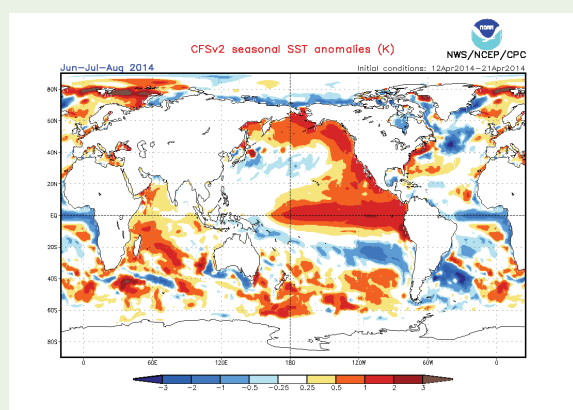 NOAA
CFSv2 seasonal SST anomalies (K)
NWS/NCEP/CPC
Jun-Jul-Aug 2014
Initial conditions: 12Apr2014-21Apr2014
80N
60N
40N
20N
EQ
20S
40S
60S
80S
0 60E 120E 180 120W 60W 0
-3 -2 -1 -0.5 -0.25 0.25 0.5 1 2 3